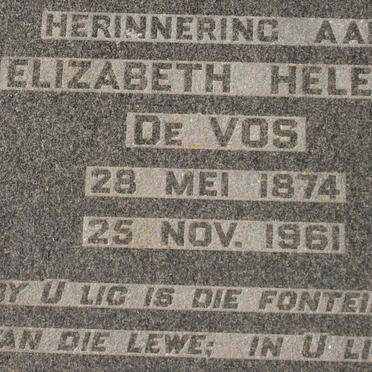 HERINNERING AA
ELIZABETH HELE
DE VOS
28 MEI 1874
25 NOV. 1961
BY U LIG IS DIE FONTEI
AN DIE LEWE; IN U LI